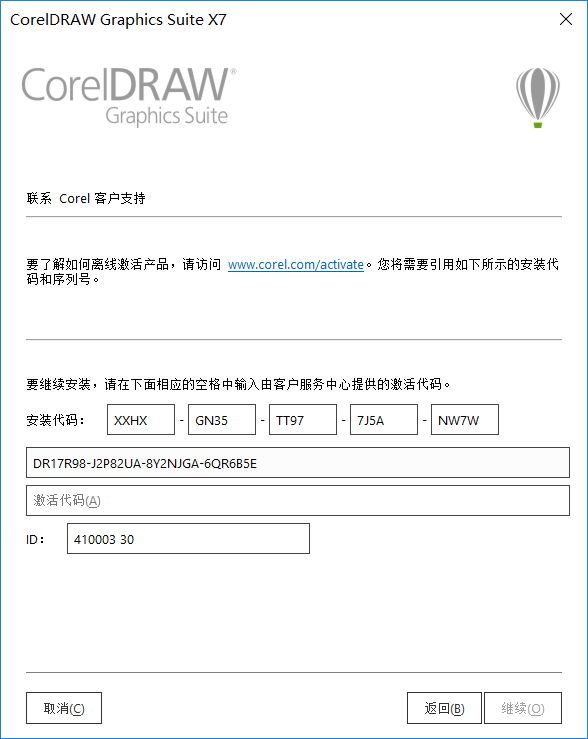 CorelDRAW Graphics Suite X7
CorelDRAW®
Graphics Suite
联系 Corel 客户支持
要了解如何离线激活产品，请访问 www.corel.com/activate。您将需要引用如下所示的安装代
码和序列号。
要继续安装，请在下面相应的空格中输入由客户服务中心提供的激活代码。
安装代码： XXHX - GN35 - TT97 - 7J5A - NW7W
DR17R98-J2P82UA-8Y2NJGA-6QR6B5E
激活代码(A)
ID： 410003 30
取消(C) 返回(B) 继续(O)